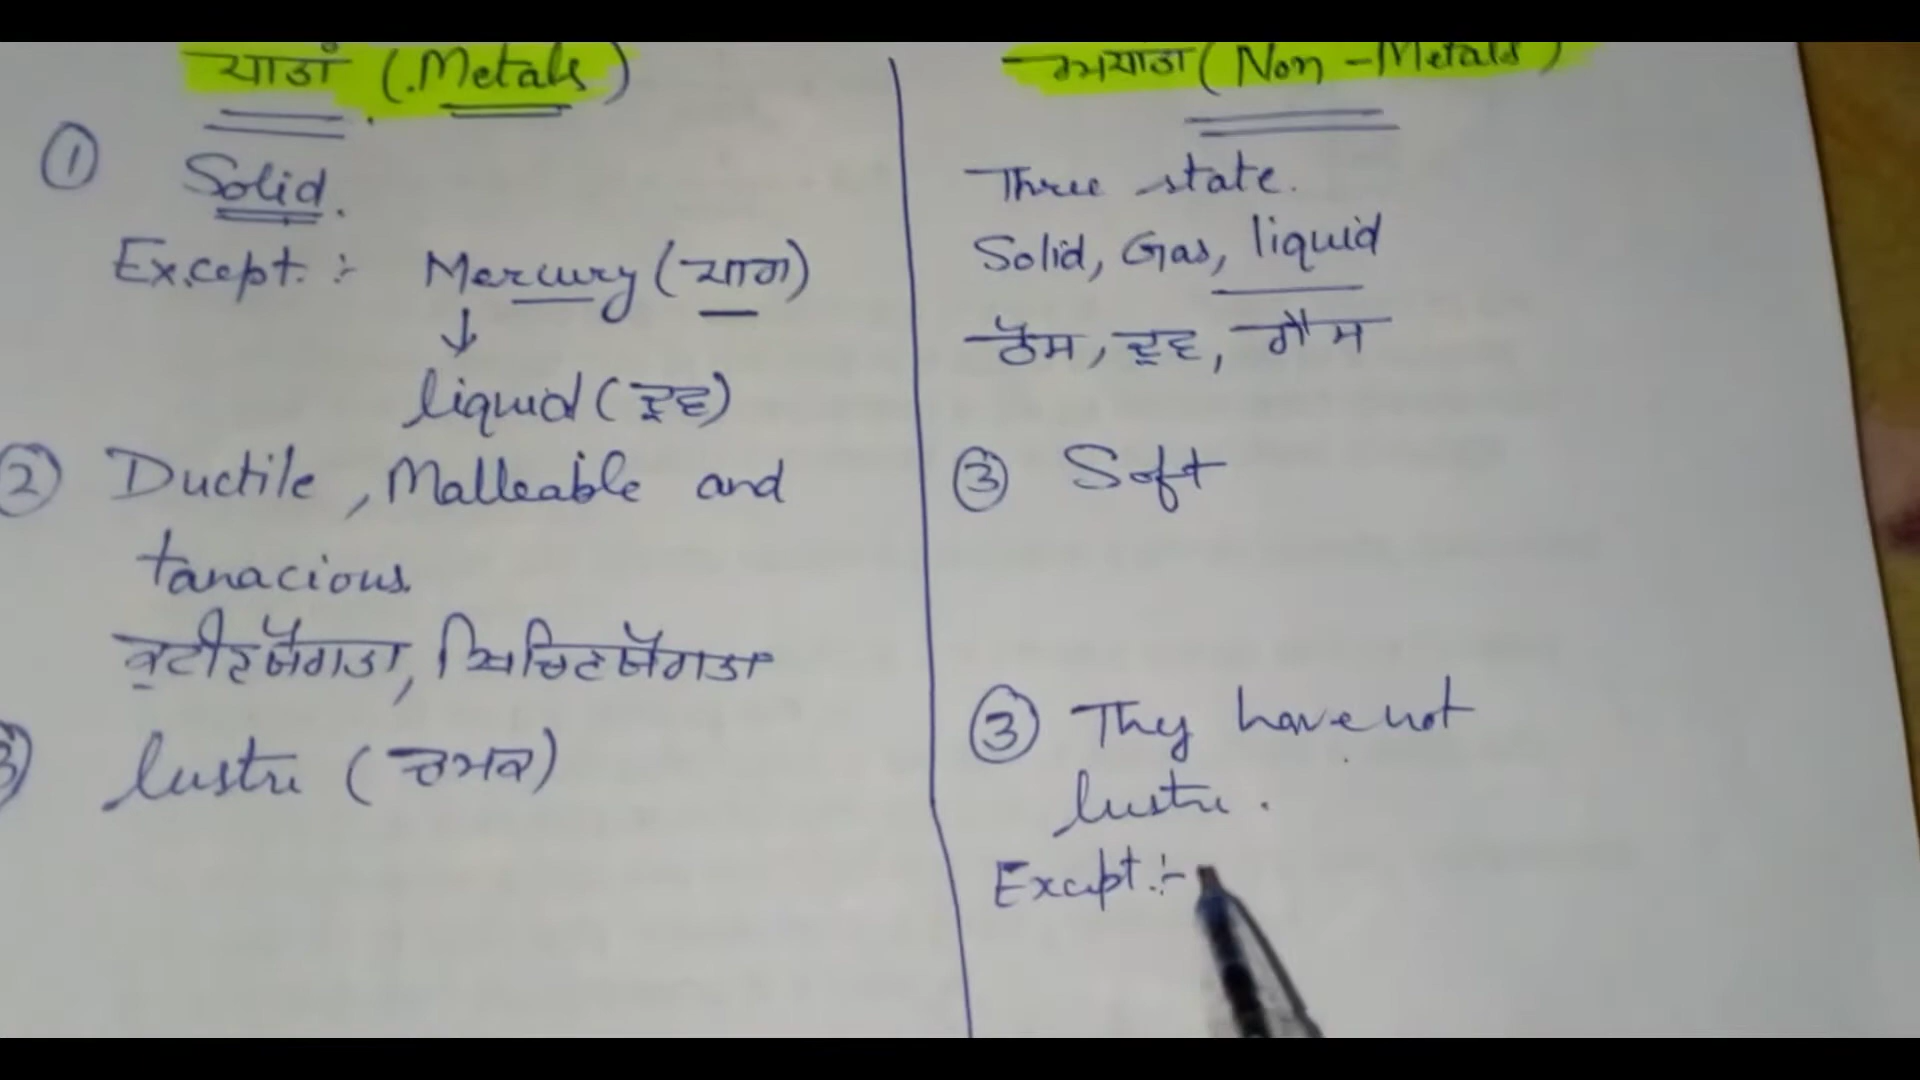 ਧਾਤਾਂ (Metals)
① Solid.
Except :- Mercury (ਪਾਰਾ)
↓
liquid (ਦ੍ਰਵ)
② Ductile, Malleable and
tanacious.
ਕੁਟੀਣਯੋਗਤਾ, ਖਿਚਿਣਯੋਗਤਾ
③ lustre (ਚਮਕ)
ਅਧਾਤਾ (Non-Metals)
Three state.
Solid, Gas, liquid
ਠੋਸ, ਦ੍ਰਵ, ਗੈਸ
③ Soft
③ They have not
lustre.
Except :-